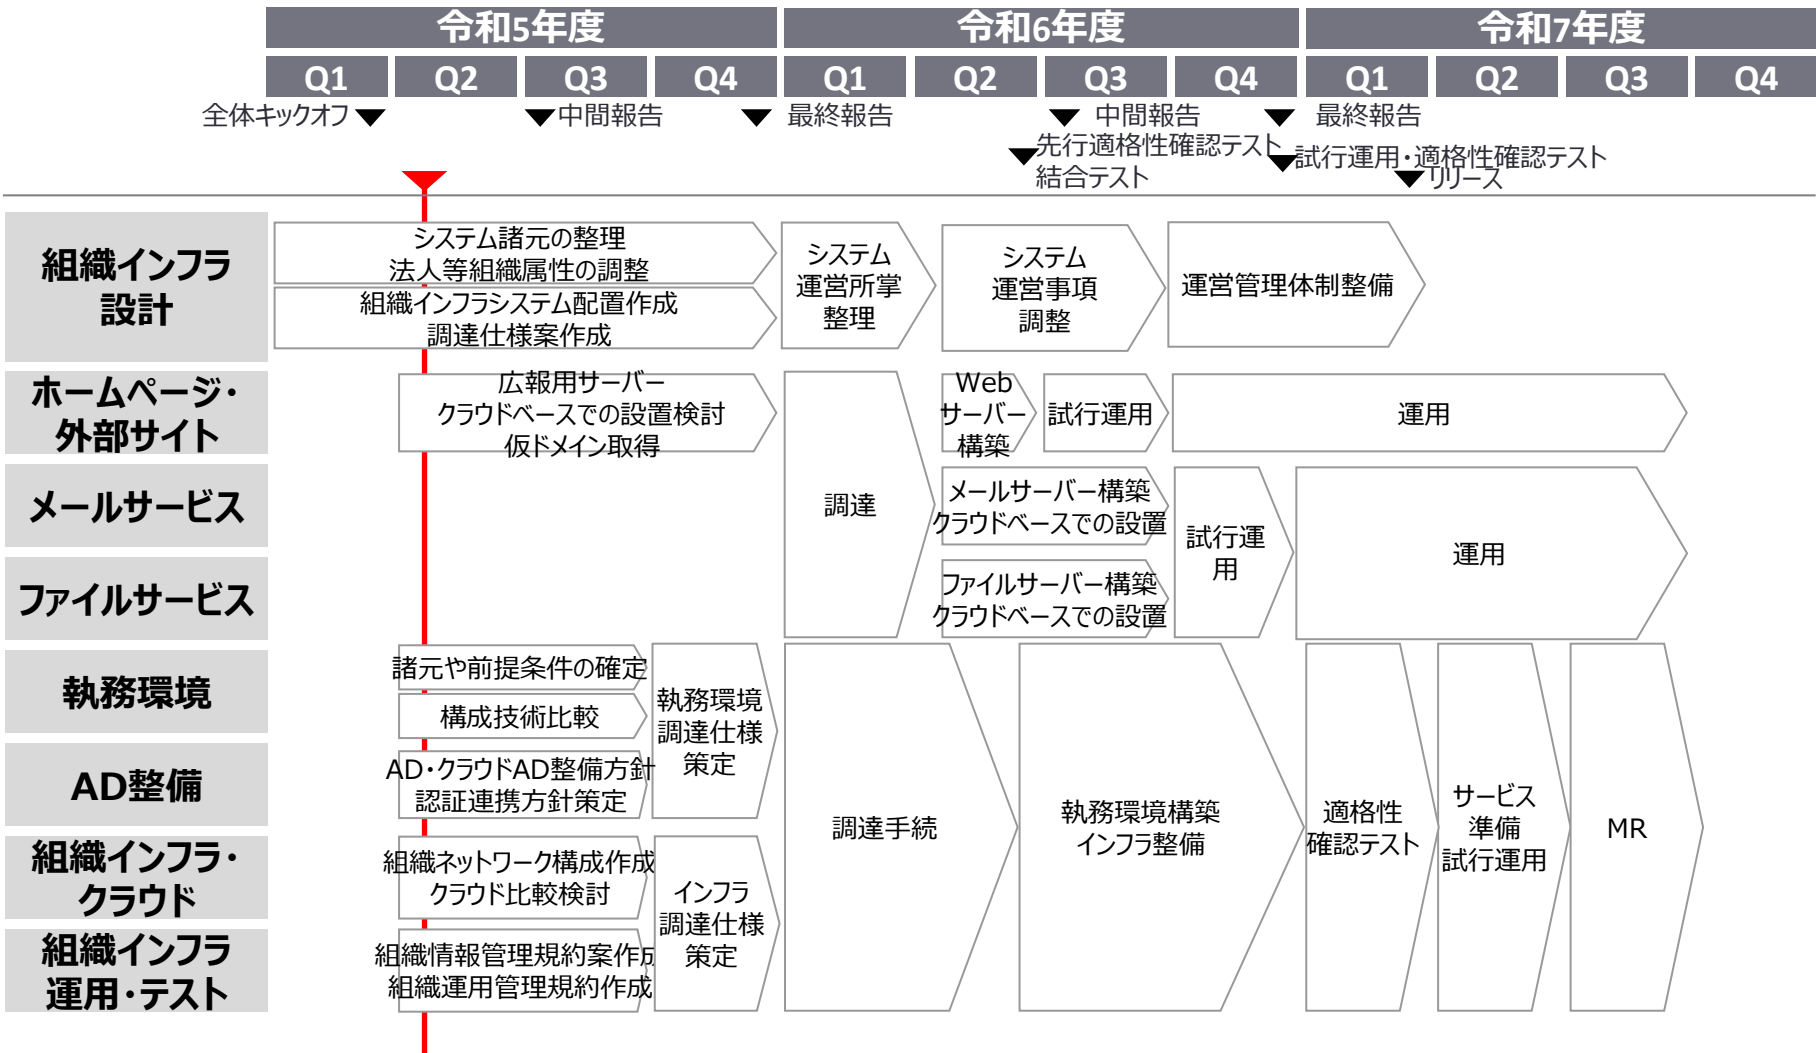 令和5年度
令和6年度
令和7年度
Q1
Q2
Q3
Q4
Q1
Q2
Q3
Q4
Q1
Q2
Q3
Q4
全体キックオフ
中間報告
最終報告
中間報告
最終報告
先行適格性確認テスト
結合テスト
試行運用・適格性確認テスト
リリース
組織インフラ
設計
システム諸元の整理
法人等組織属性の調整
組織インフラシステム配置作成
調達仕様案作成
システム
運営所掌
整理
システム
運営事項
調整
運営管理体制整備
ホームページ・
外部サイト
広報用サーバー
クラウドベースでの設置検討
仮ドメイン取得
調達
Web
サーバー
構築
試行運用
運用
メールサービス
メールサーバー構築
クラウドベースでの設置
試行運
用
運用
ファイルサービス
ファイルサーバー構築
クラウドベースでの設置
執務環境
諸元や前提条件の確定
構成技術比較
執務環境
調達仕様
策定
AD整備
AD・クラウドAD整備方針
認証連携方針策定
調達手続
執務環境構築
インフラ整備
適格性
確認テスト
サービス
準備
試行運用
MR
組織インフラ・
クラウド
組織ネットワーク構成作成
クラウド比較検討
インフラ
調達仕様
策定
組織インフラ
運用・テスト
組織情報管理規約案作成
組織運用管理規約作成